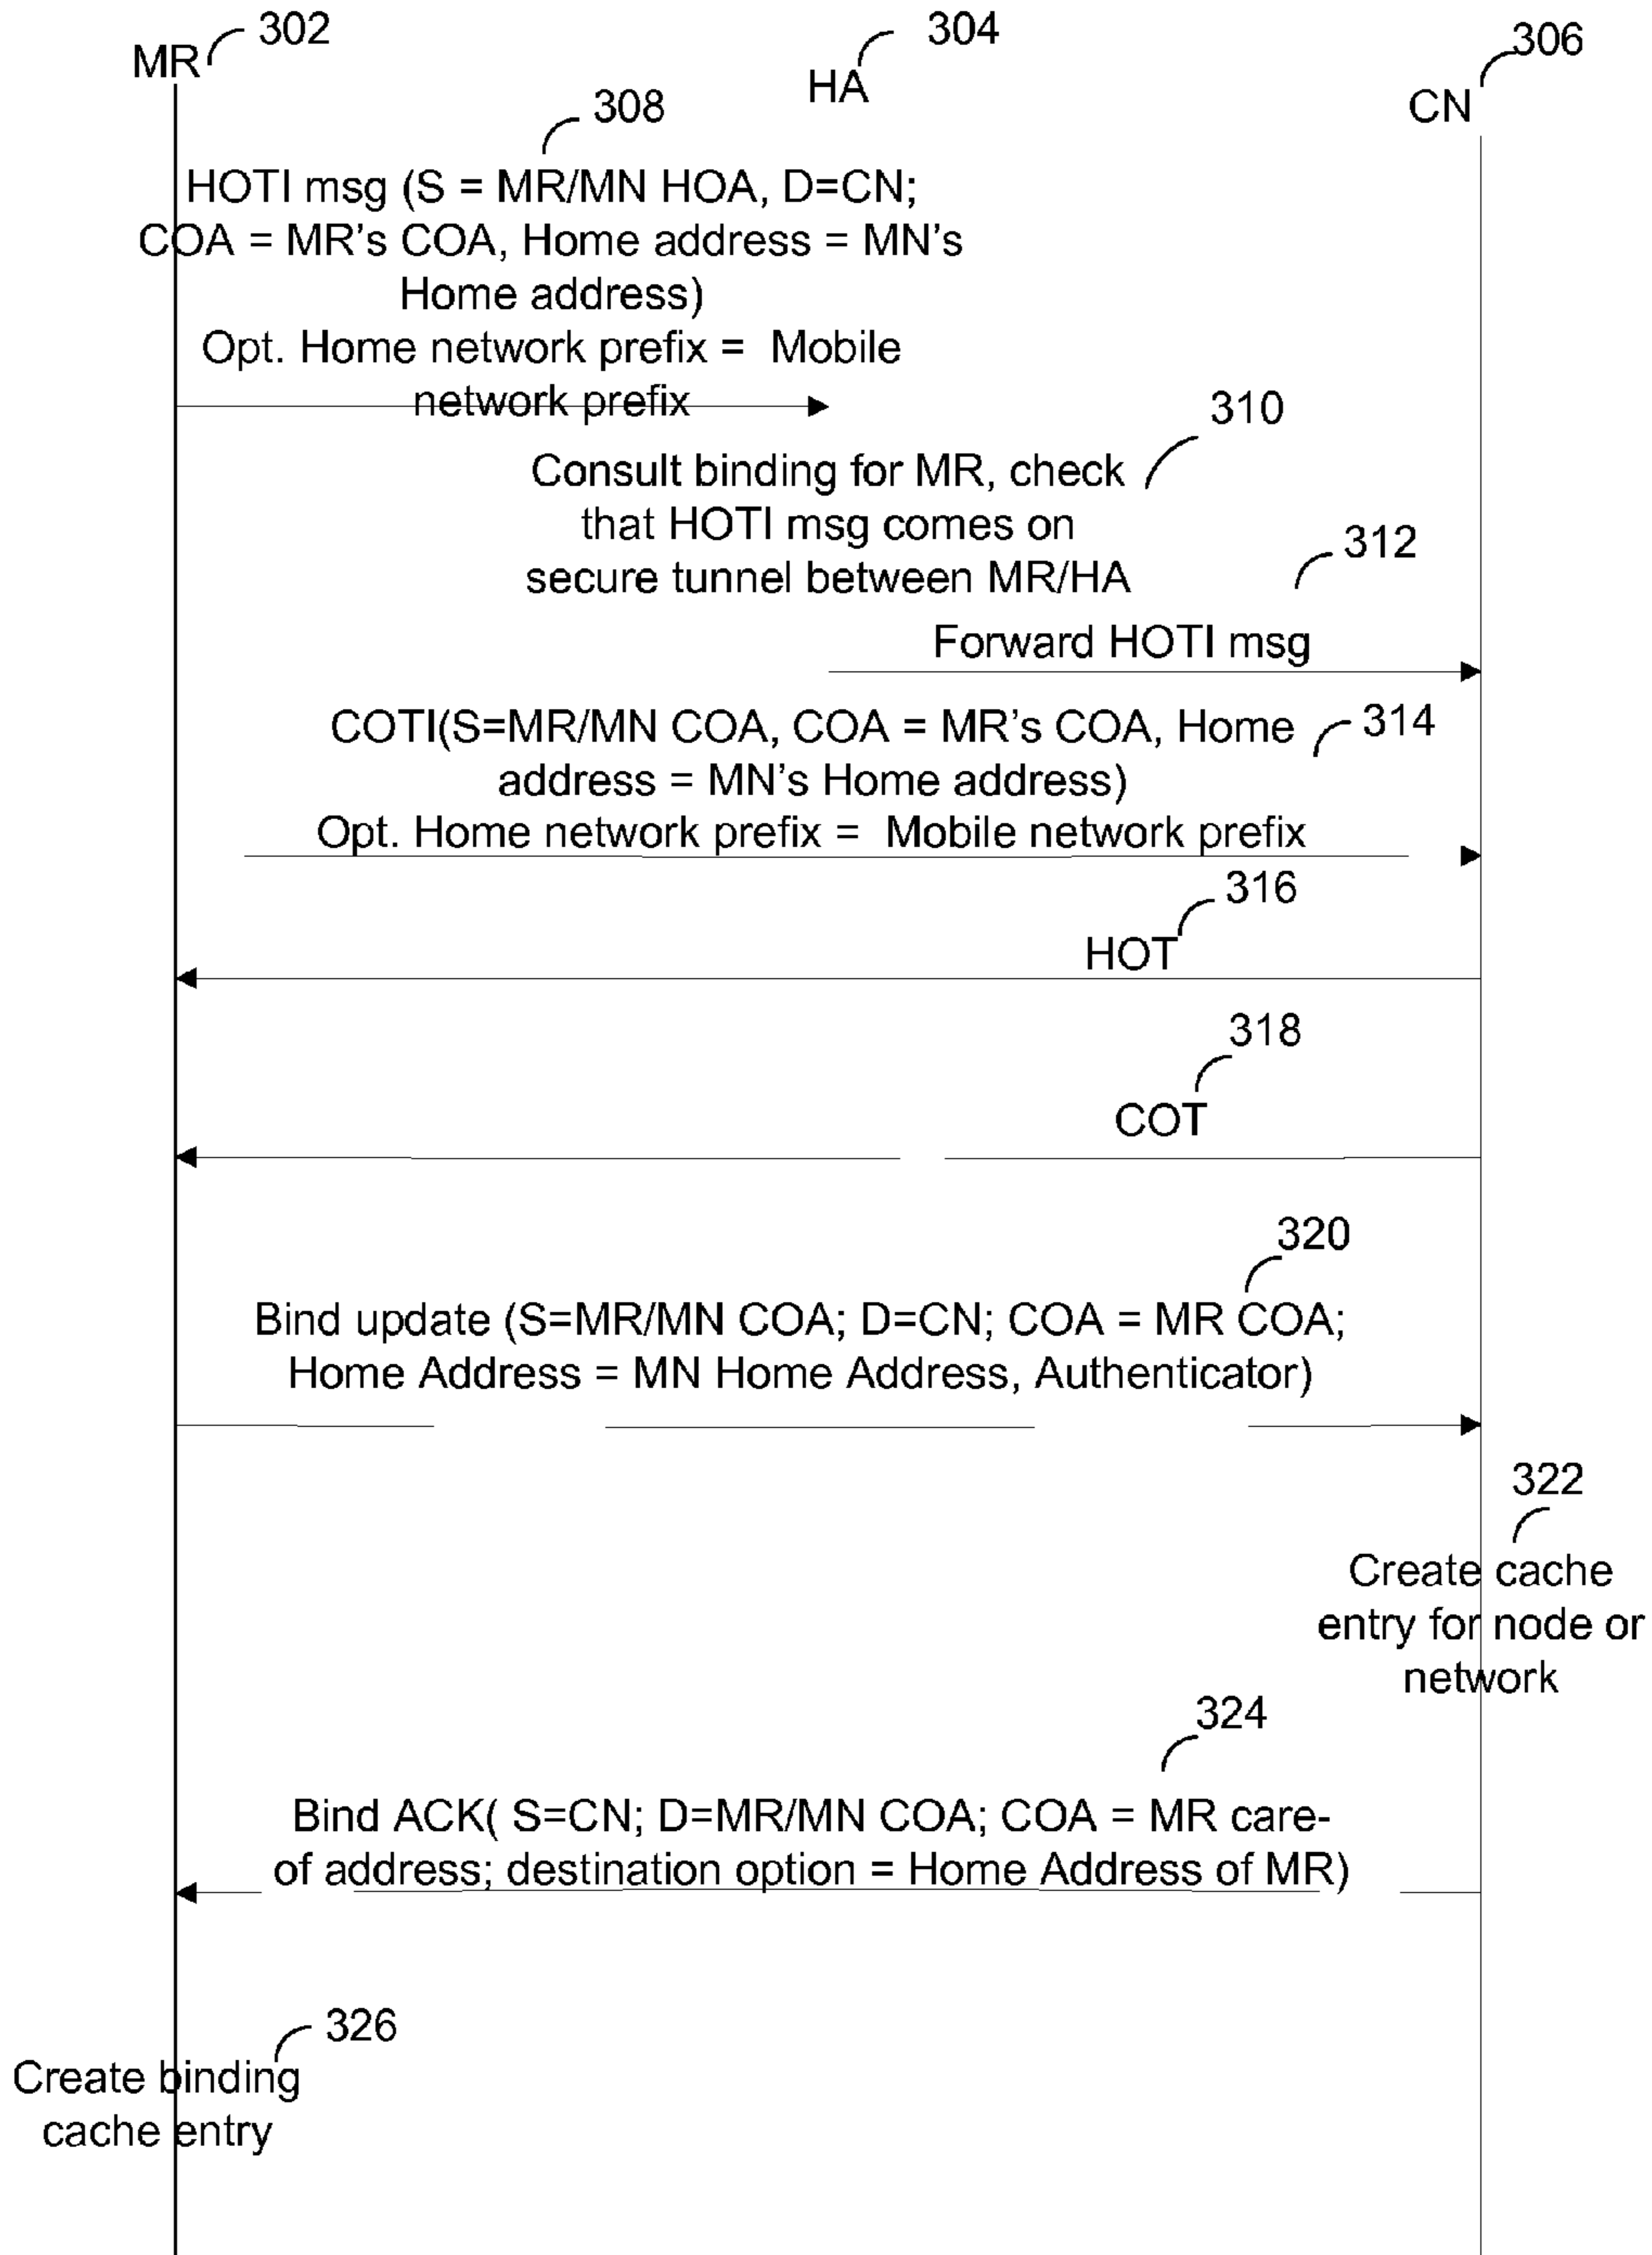 302
MR
304
HA
306
CN
308
HOTI msg (S = MR/MN HOA, D=CN;
COA = MR's COA, Home address = MN's
Home address)
Opt. Home network prefix =  Mobile
network prefix
310
Consult binding for MR, check
that HOTI msg comes on
secure tunnel between MR/HA
312
Forward HOTI msg
314
COTI(S=MR/MN COA, COA = MR's COA, Home
address = MN's Home address)
Opt. Home network prefix =  Mobile network prefix
316
HOT
318
COT
320
Bind update (S=MR/MN COA; D=CN; COA = MR COA;
Home Address = MN Home Address, Authenticator)
322
Create cache
entry for node or
network
324
Bind ACK( S=CN; D=MR/MN COA; COA = MR care-
of address; destination option = Home Address of MR)
326
Create binding
cache entry